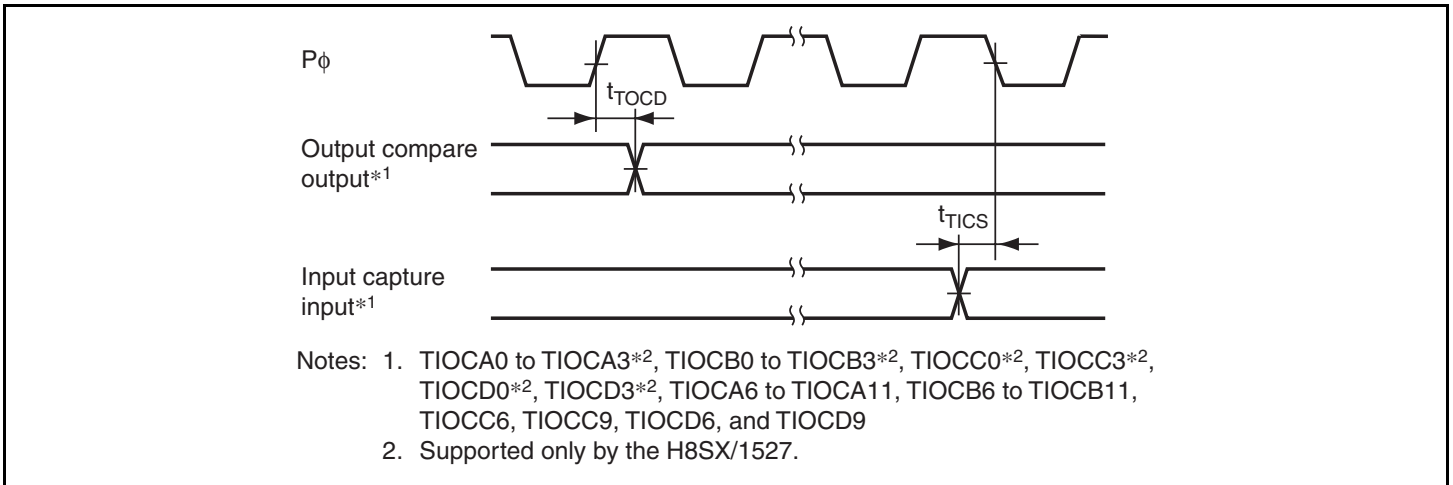 Pϕ
tTOCD
Output compare
output*1
tTICS
Input capture
input*1
Notes: 1. TIOCA0 to TIOCA3*2, TIOCB0 to TIOCB3*2, TIOCC0*2, TIOCC3*2,
TIOCD0*2, TIOCD3*2, TIOCA6 to TIOCA11, TIOCB6 to TIOCB11,
TIOCC6, TIOCC9, TIOCD6, and TIOCD9
2. Supported only by the H8SX/1527.